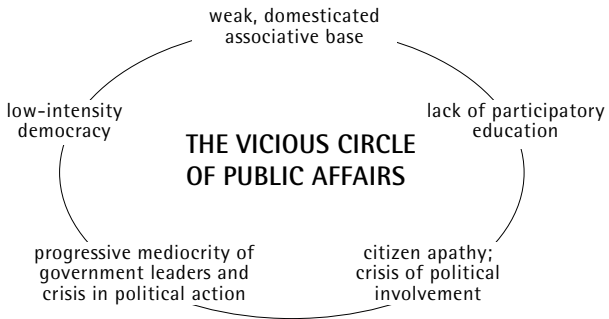 weak, domesticated
associative base
low-intensity
democracy
lack of participatory
education
THE VICIOUS CIRCLE
OF PUBLIC AFFAIRS
progressive mediocrity of
government leaders and
crisis in political action
citizen apathy;
crisis of political
involvement